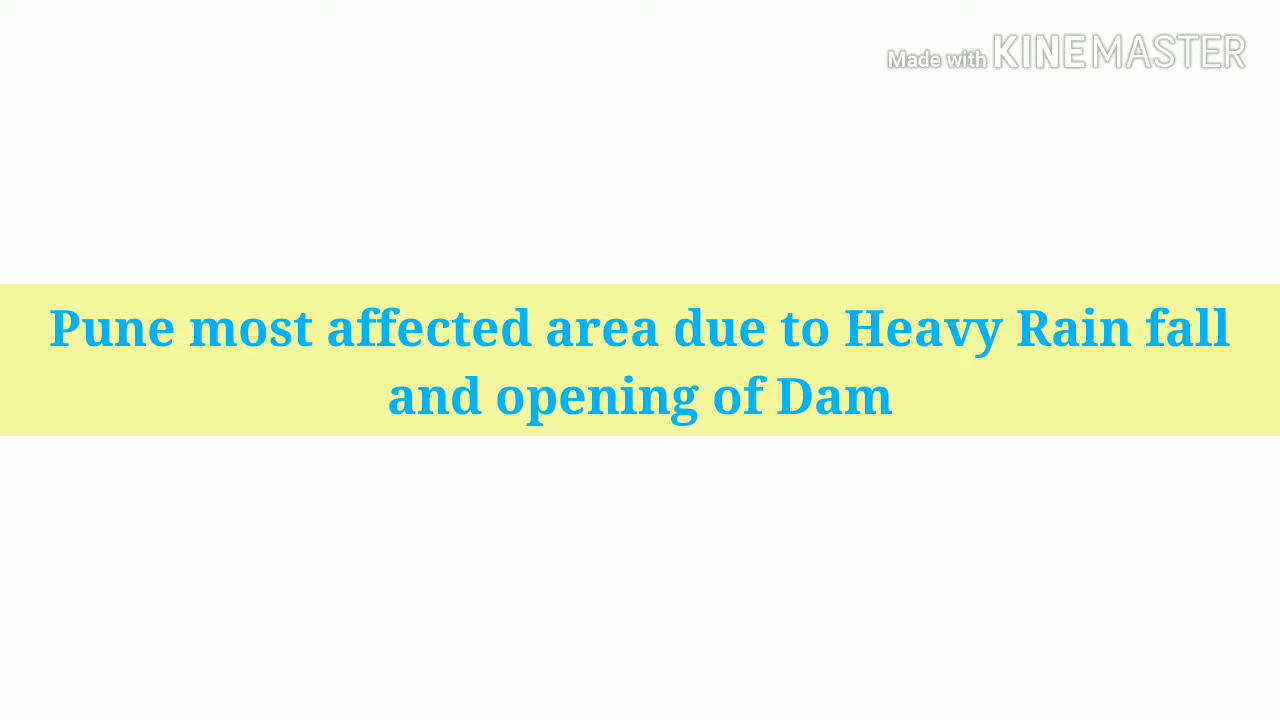 Made with KINEMASTER
Pune most affected area due to Heavy Rain fall
and opening of Dam